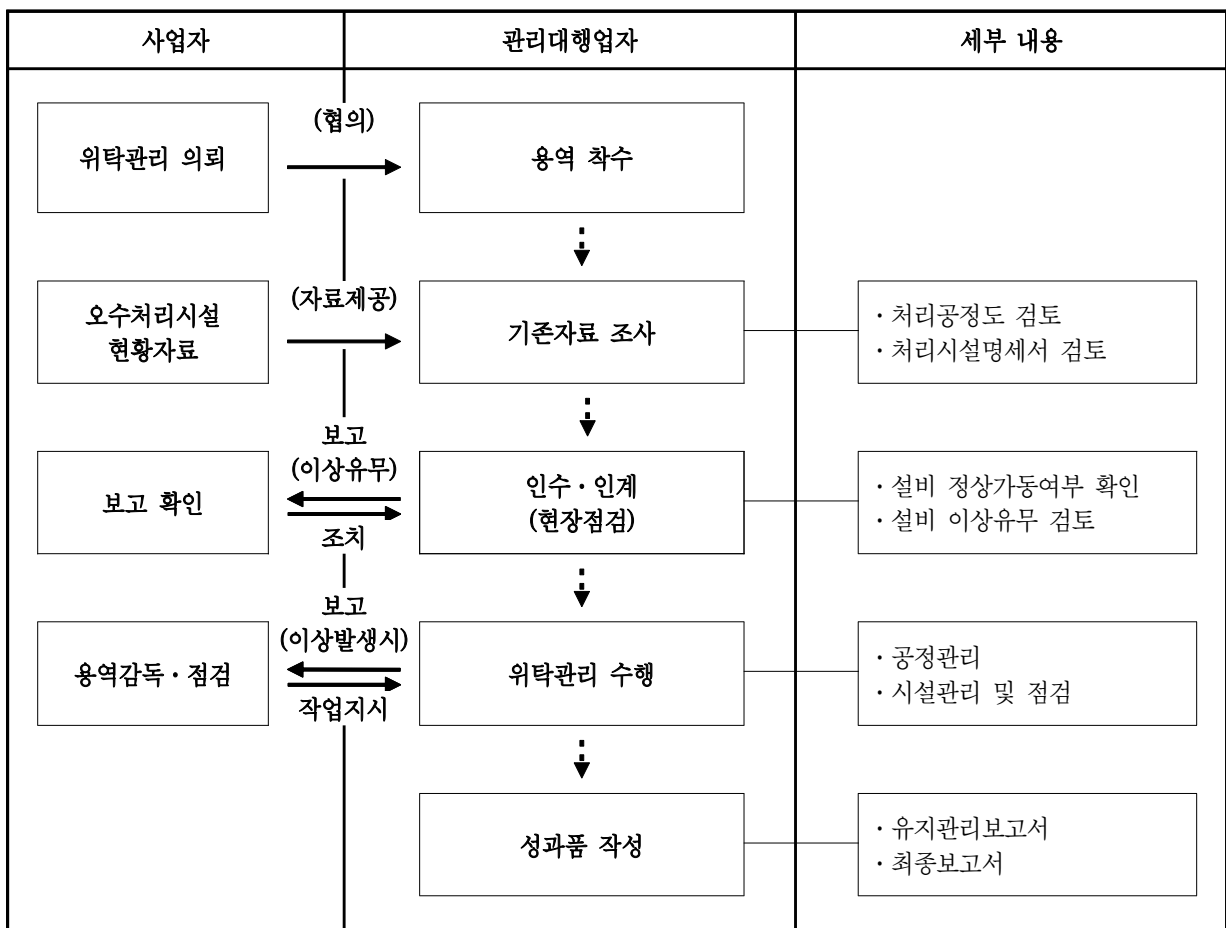 사업자
관리대행업자
세부 내용
위탁관리 의뢰
(협의)
용역 착수
오수처리시설
현황자료
(자료제공)
기존자료 조사
· 처리공정도 검토
· 처리시설명세서 검토
보고 확인
보고
(이상유무)
조치
인수 · 인계
(현장점검)
· 설비 정상가동여부 확인
· 설비 이상유무 검토
용역감독 · 점검
보고
(이상발생시)
작업지시
위탁관리 수행
· 공정관리
· 시설관리 및 점검
성과품 작성
· 유지관리보고서
· 최종보고서